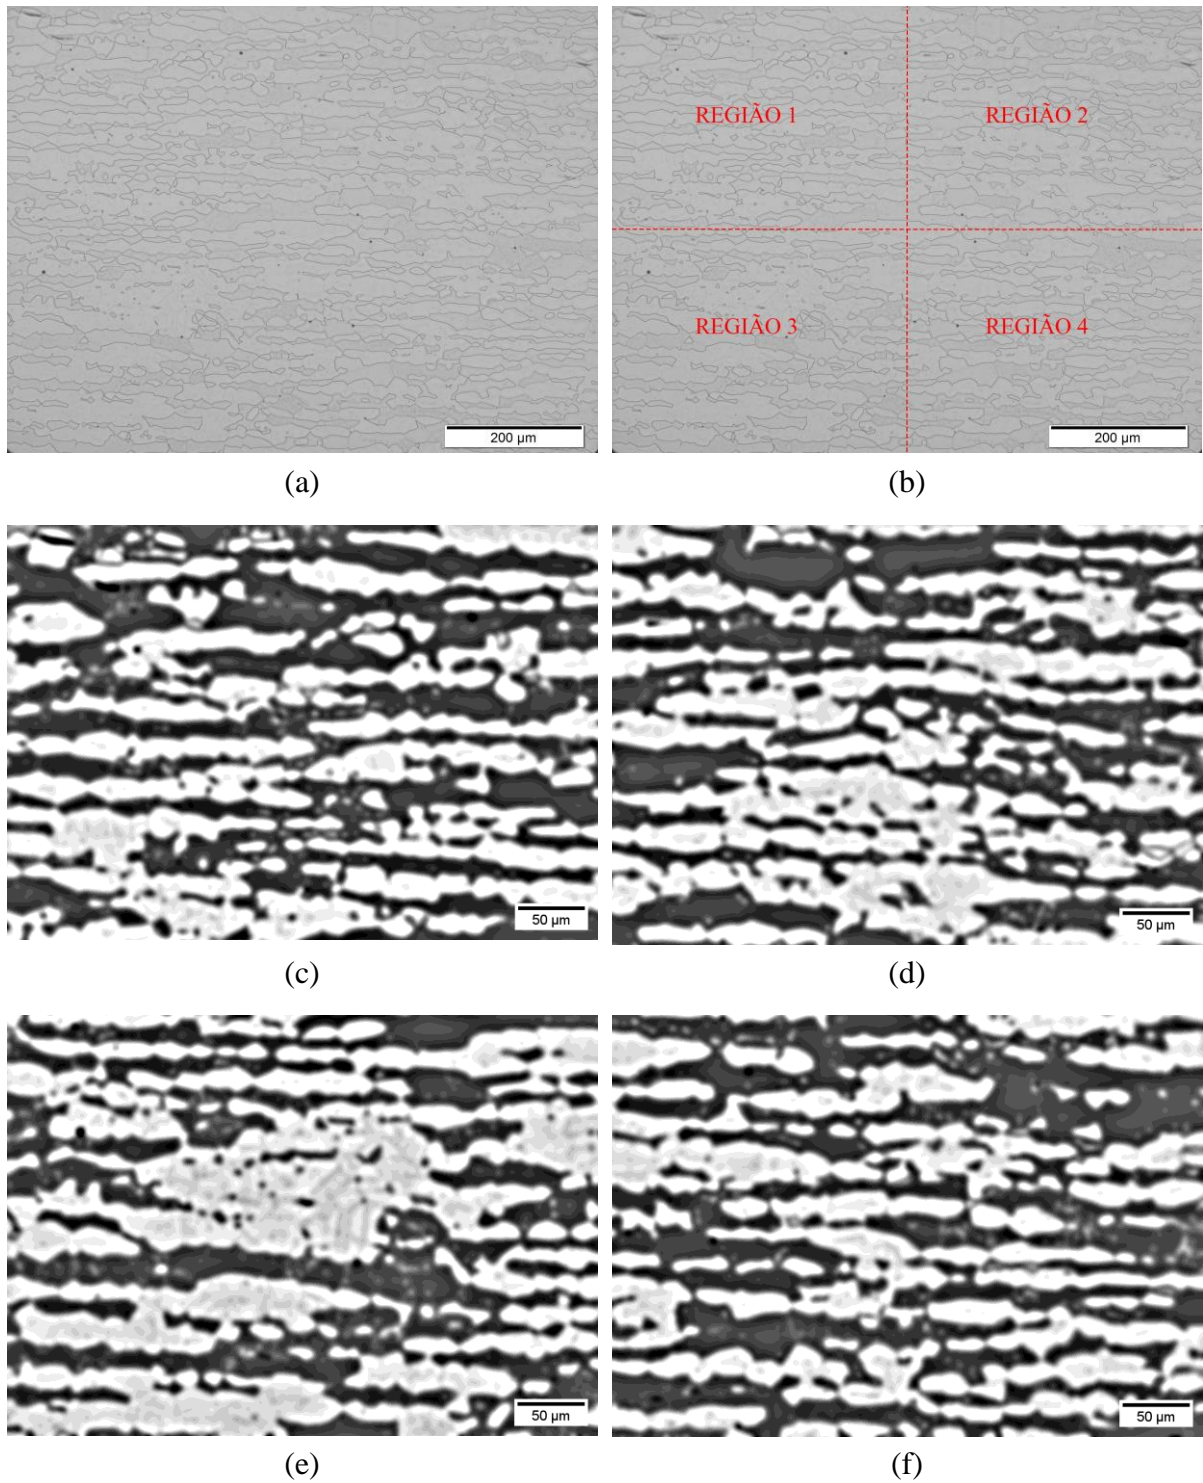 200 µm
(a)
REGIÃO 1
REGIÃO 2
REGIÃO 3
REGIÃO 4
200 µm
(b)
50 µm
(c)
50 µm
(d)
50 µm
(e)
50 µm
(f)